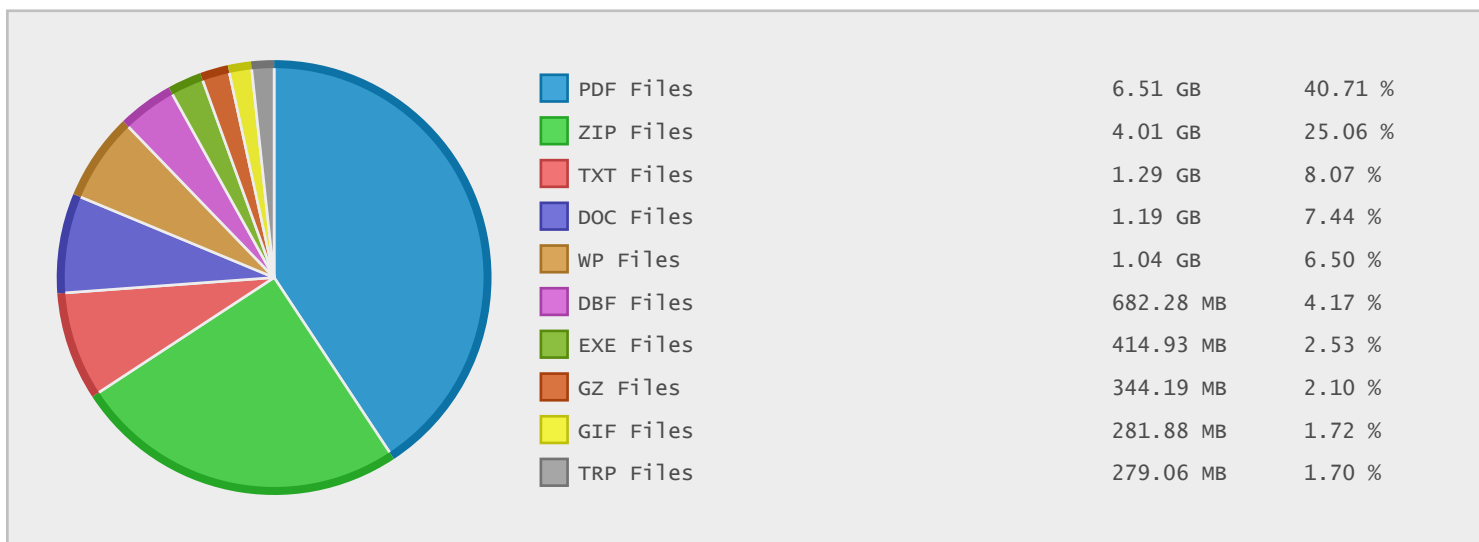 PDF Files 6.51 GB 40.71 %
ZIP Files 4.01 GB 25.06 %
TXT Files 1.29 GB 8.07 %
DOC Files 1.19 GB 7.44 %
WP Files 1.04 GB 6.50 %
DBF Files 682.28 MB 4.17 %
EXE Files 414.93 MB 2.53 %
GZ Files 344.19 MB 2.10 %
GIF Files 281.88 MB 1.72 %
TRP Files 279.06 MB 1.70 %